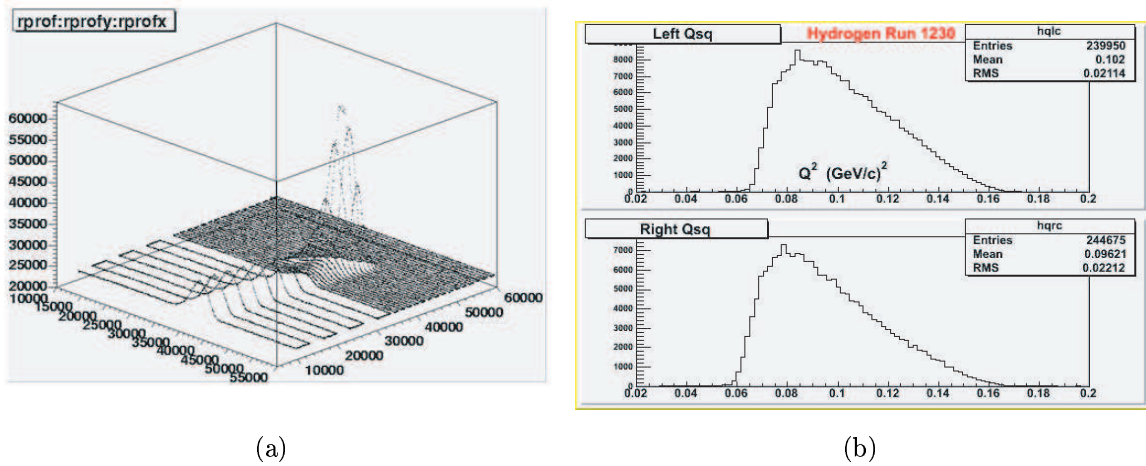 rprof:rprofy:rprofx
60000
55000
50000
45000
40000
35000
30000
25000
20000
10000
15000
20000
25000
30000
35000
40000
45000
50000
55000
10000
20000
30000
40000
50000
60000
(a)
Left Qsq
Hydrogen Run 1230
hqlc
Entries 239950
Mean 0.102
RMS 0.02114
8000
7000
6000
5000
4000
3000
2000
1000
0
Q² (GeV/c)²
0.02 0.04 0.06 0.08 0.1 0.12 0.14 0.16 0.18 0.2
Right Qsq
hqrc
Entries 244675
Mean 0.09621
RMS 0.02212
7000
6000
5000
4000
3000
2000
1000
0
0.02 0.04 0.06 0.08 0.1 0.12 0.14 0.16 0.18 0.2
(b)